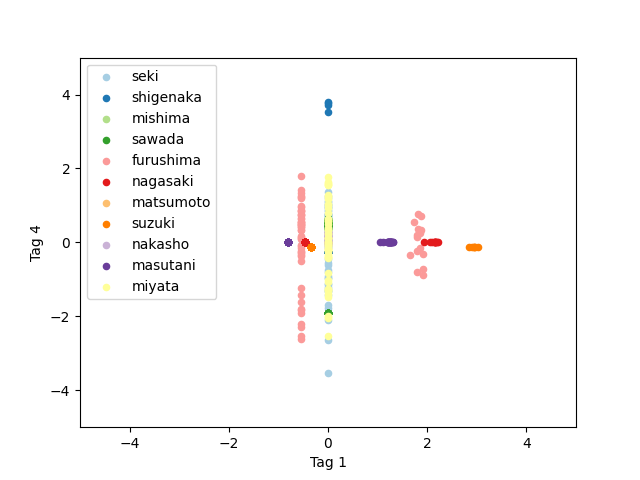 seki
shigenaka
mishima
sawada
furushima
nagasaki
matsumoto
suzuki
nakasho
masutani
miyata
Tag 4
4
2
0
−2
−4
−4
−2
0
2
4
Tag 1